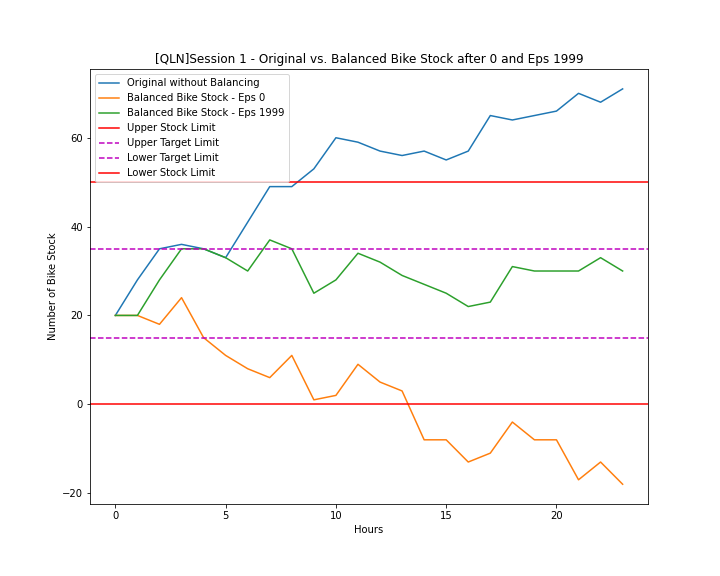 [QLN]Session 1 - Original vs. Balanced Bike Stock after 0 and Eps 1999
Original without Balancing
Balanced Bike Stock - Eps 0
Balanced Bike Stock - Eps 1999
Upper Stock Limit
Upper Target Limit
Lower Target Limit
Lower Stock Limit
Number of Bike Stock
60
40
20
0
−20
0 5 10 15 20
Hours